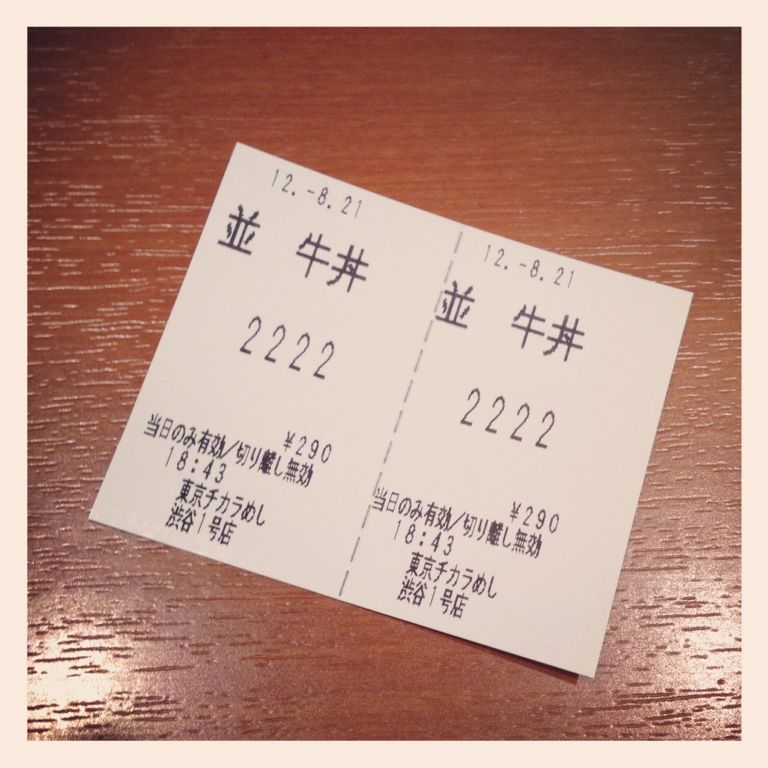 12.-8.21
並 牛丼
2222
¥290
当日のみ有効/切り離し無効
18:43
東京チカラめし
渋谷1号店
12.-8.21
並 牛丼
2222
¥290
当日のみ有効/切り離し無効
18:43
東京チカラめし
渋谷1号店